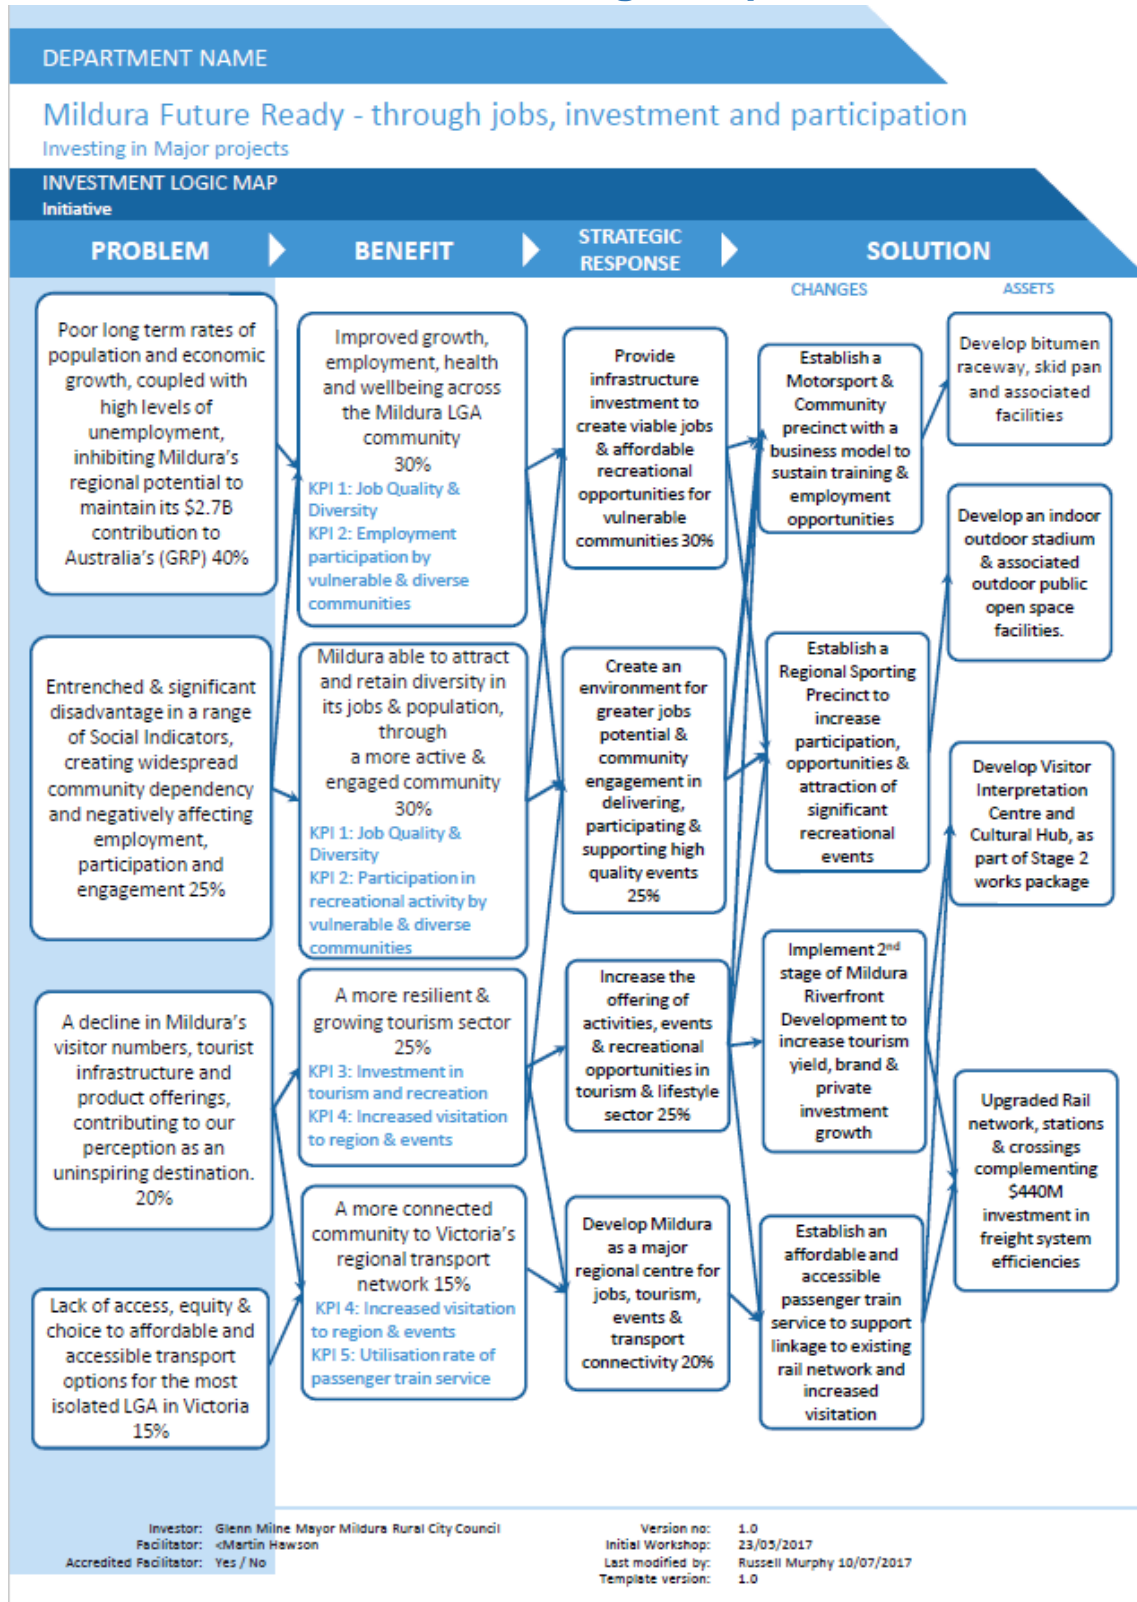 DEPARTMENT NAME
Mildura Future Ready - through jobs, investment and participation
Investing in Major projects
INVESTMENT LOGIC MAP
Initiative
PROBLEM
BENEFIT
STRATEGIC
RESPONSE
SOLUTION
CHANGES
ASSETS
Poor long term rates of
population and economic
growth, coupled with
high levels of
unemployment,
inhibiting Mildura's
regional potential to
maintain its $2.7B
contribution to
Australia's (GRP) 40%
Entrenched & significant
disadvantage in a range
of Social Indicators,
creating widespread
community dependency
and negatively affecting
employment,
participation and
engagement 25%
A decline in Mildura's
visitor numbers, tourist
infrastructure and
product offerings,
contributing to our
perception as an
uninspiring destination.
20%
Lack of access, equity &
choice to affordable and
accessible transport
options for the most
isolated LGA in Victoria
15%
Improved growth,
employment, health
and wellbeing across
the Mildura LGA
community
30%
KPI 1: Job Quality &
Diversity
KPI 2: Employment
participation by
vulnerable & diverse
communities
Mildura able to attract
and retain diversity in
its jobs & population,
through
a more active &
engaged community
30%
KPI 1: Job Quality &
Diversity
KPI 2: Participation in
recreational activity by
vulnerable & diverse
communities
A more resilient &
growing tourism sector
25%
KPI 3: Investment in
tourism and recreation
KPI 4: Increased visitation
to region & events
A more connected
community to Victoria's
regional transport
network 15%
KPI 4: Increased visitation
to region & events
KPI 5: Utilisation rate of
passenger train service
Provide
infrastructure
investment to
create viable jobs
& affordable
recreational
opportunities for
vulnerable
communities 30%
Create an
environment for
greater jobs
potential &
community
engagement in
delivering,
participating &
supporting high
quality events
25%
Increase the
offering of
activities, events
& recreational
opportunities in
tourism & lifestyle
sector 25%
Develop Mildura
as a major
regional centre for
jobs, tourism,
events &
transport
connectivity 20%
Establish a
Motorsport &
Community
precinct with a
business model to
sustain training &
employment
opportunities
Establish a
Regional Sporting
Precinct to
increase
participation,
opportunities &
attraction of
significant
recreational
events
Implement 2nd
stage of Mildura
Riverfront
Development to
increase tourism
yield, brand &
private
investment
growth
Establish an
affordable and
accessible
passenger train
service to support
linkage to existing
rail network and
increased
visitation
Develop bitumen
raceway, skid pan
and associated
facilities
Develop an indoor
outdoor stadium
& associated
outdoor public
open space
facilities.
Develop Visitor
Interpretation
Centre and
Cultural Hub, as
part of Stage 2
works package
Upgraded Rail
network, stations
& crossings
complementing
$440M
investment in
freight system
efficiencies
Investor: Glenn Milne Mayor Mildura Rural City Council
Facilitator: <Martin Hawson
Accredited Facilitator: Yes / No
Version no: 1.0
Initial Workshop: 23/05/2017
Last modified by: Russell Murphy 10/07/2017
Template version: 1.0